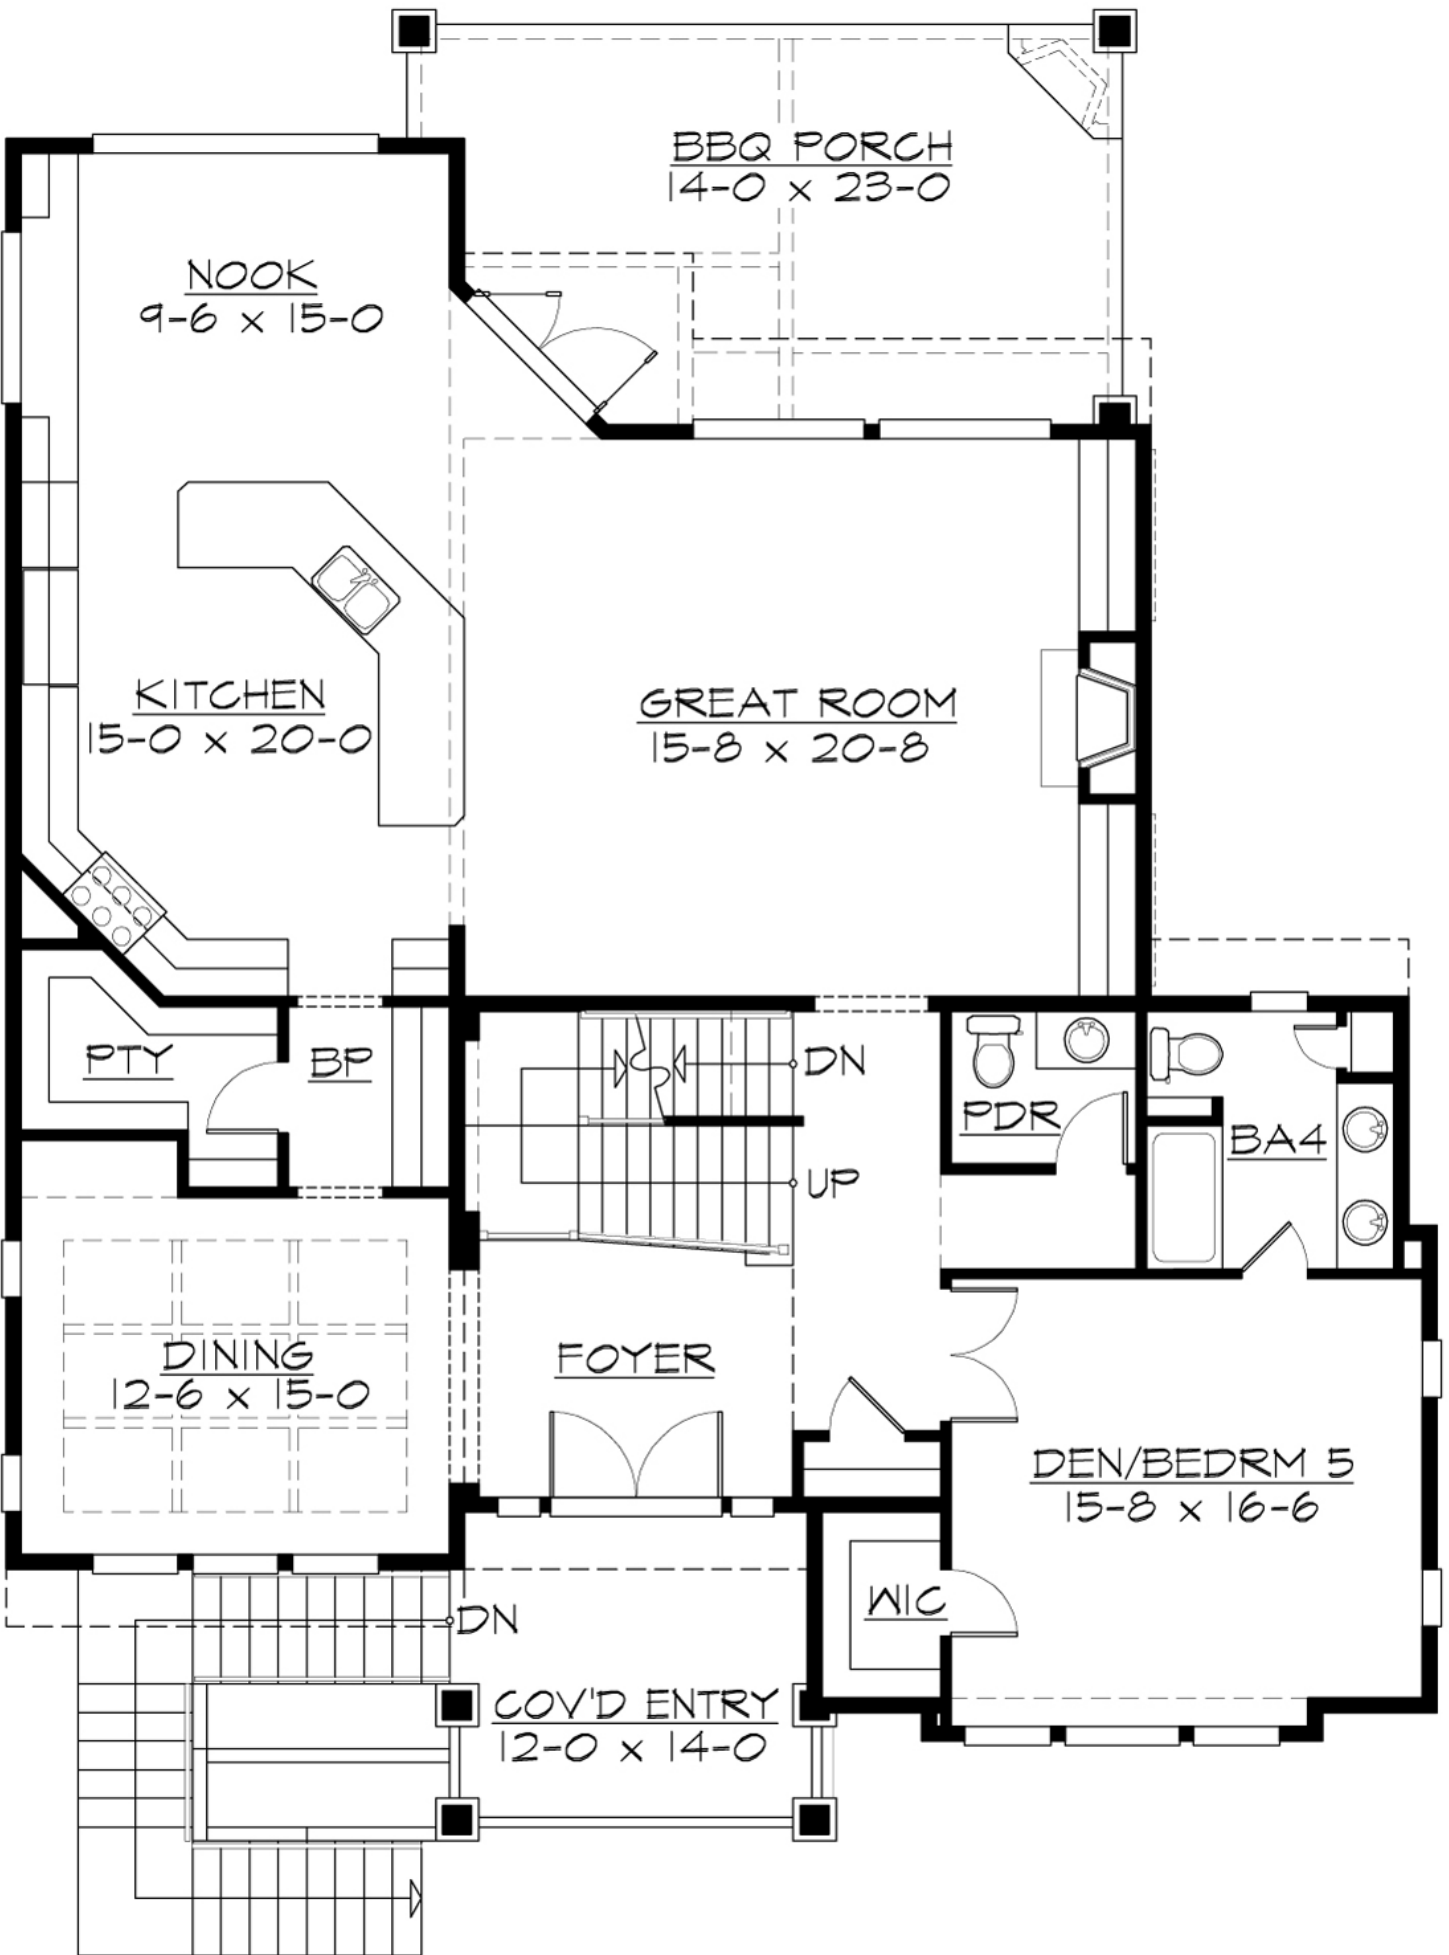 BBQ PORCH
14-0 x 23-0
NOOK
9-6 x 15-0
KITCHEN
15-0 x 20-0
GREAT ROOM
15-8 x 20-8
PTY
BP
DN
UP
PDR
BA4
DINING
12-6 x 15-0
FOYER
DEN/BEDRM 5
15-8 x 16-6
WIC
DN
COV'D ENTRY
12-0 x 14-0